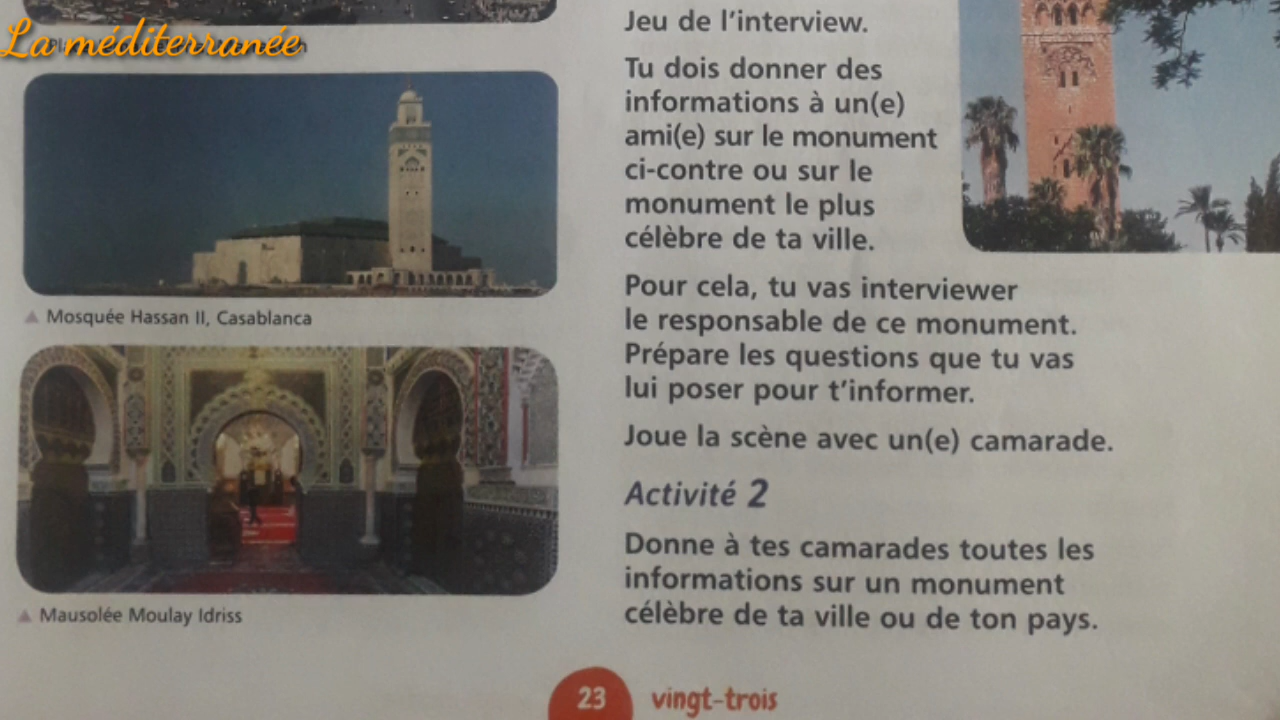 La méditerranée
Mosquée Hassan II, Casablanca
Mausolée Moulay Idriss
Jeu de l'interview.
Tu dois donner des
informations à un(e)
ami(e) sur le monument
ci-contre ou sur le
monument le plus
célèbre de ta ville.
Pour cela, tu vas interviewer
le responsable de ce monument.
Prépare les questions que tu vas
lui poser pour t'informer.
Joue la scène avec un(e) camarade.
Activité 2
Donne à tes camarades toutes les
informations sur un monument
célèbre de ta ville ou de ton pays.
23 vingt-trois